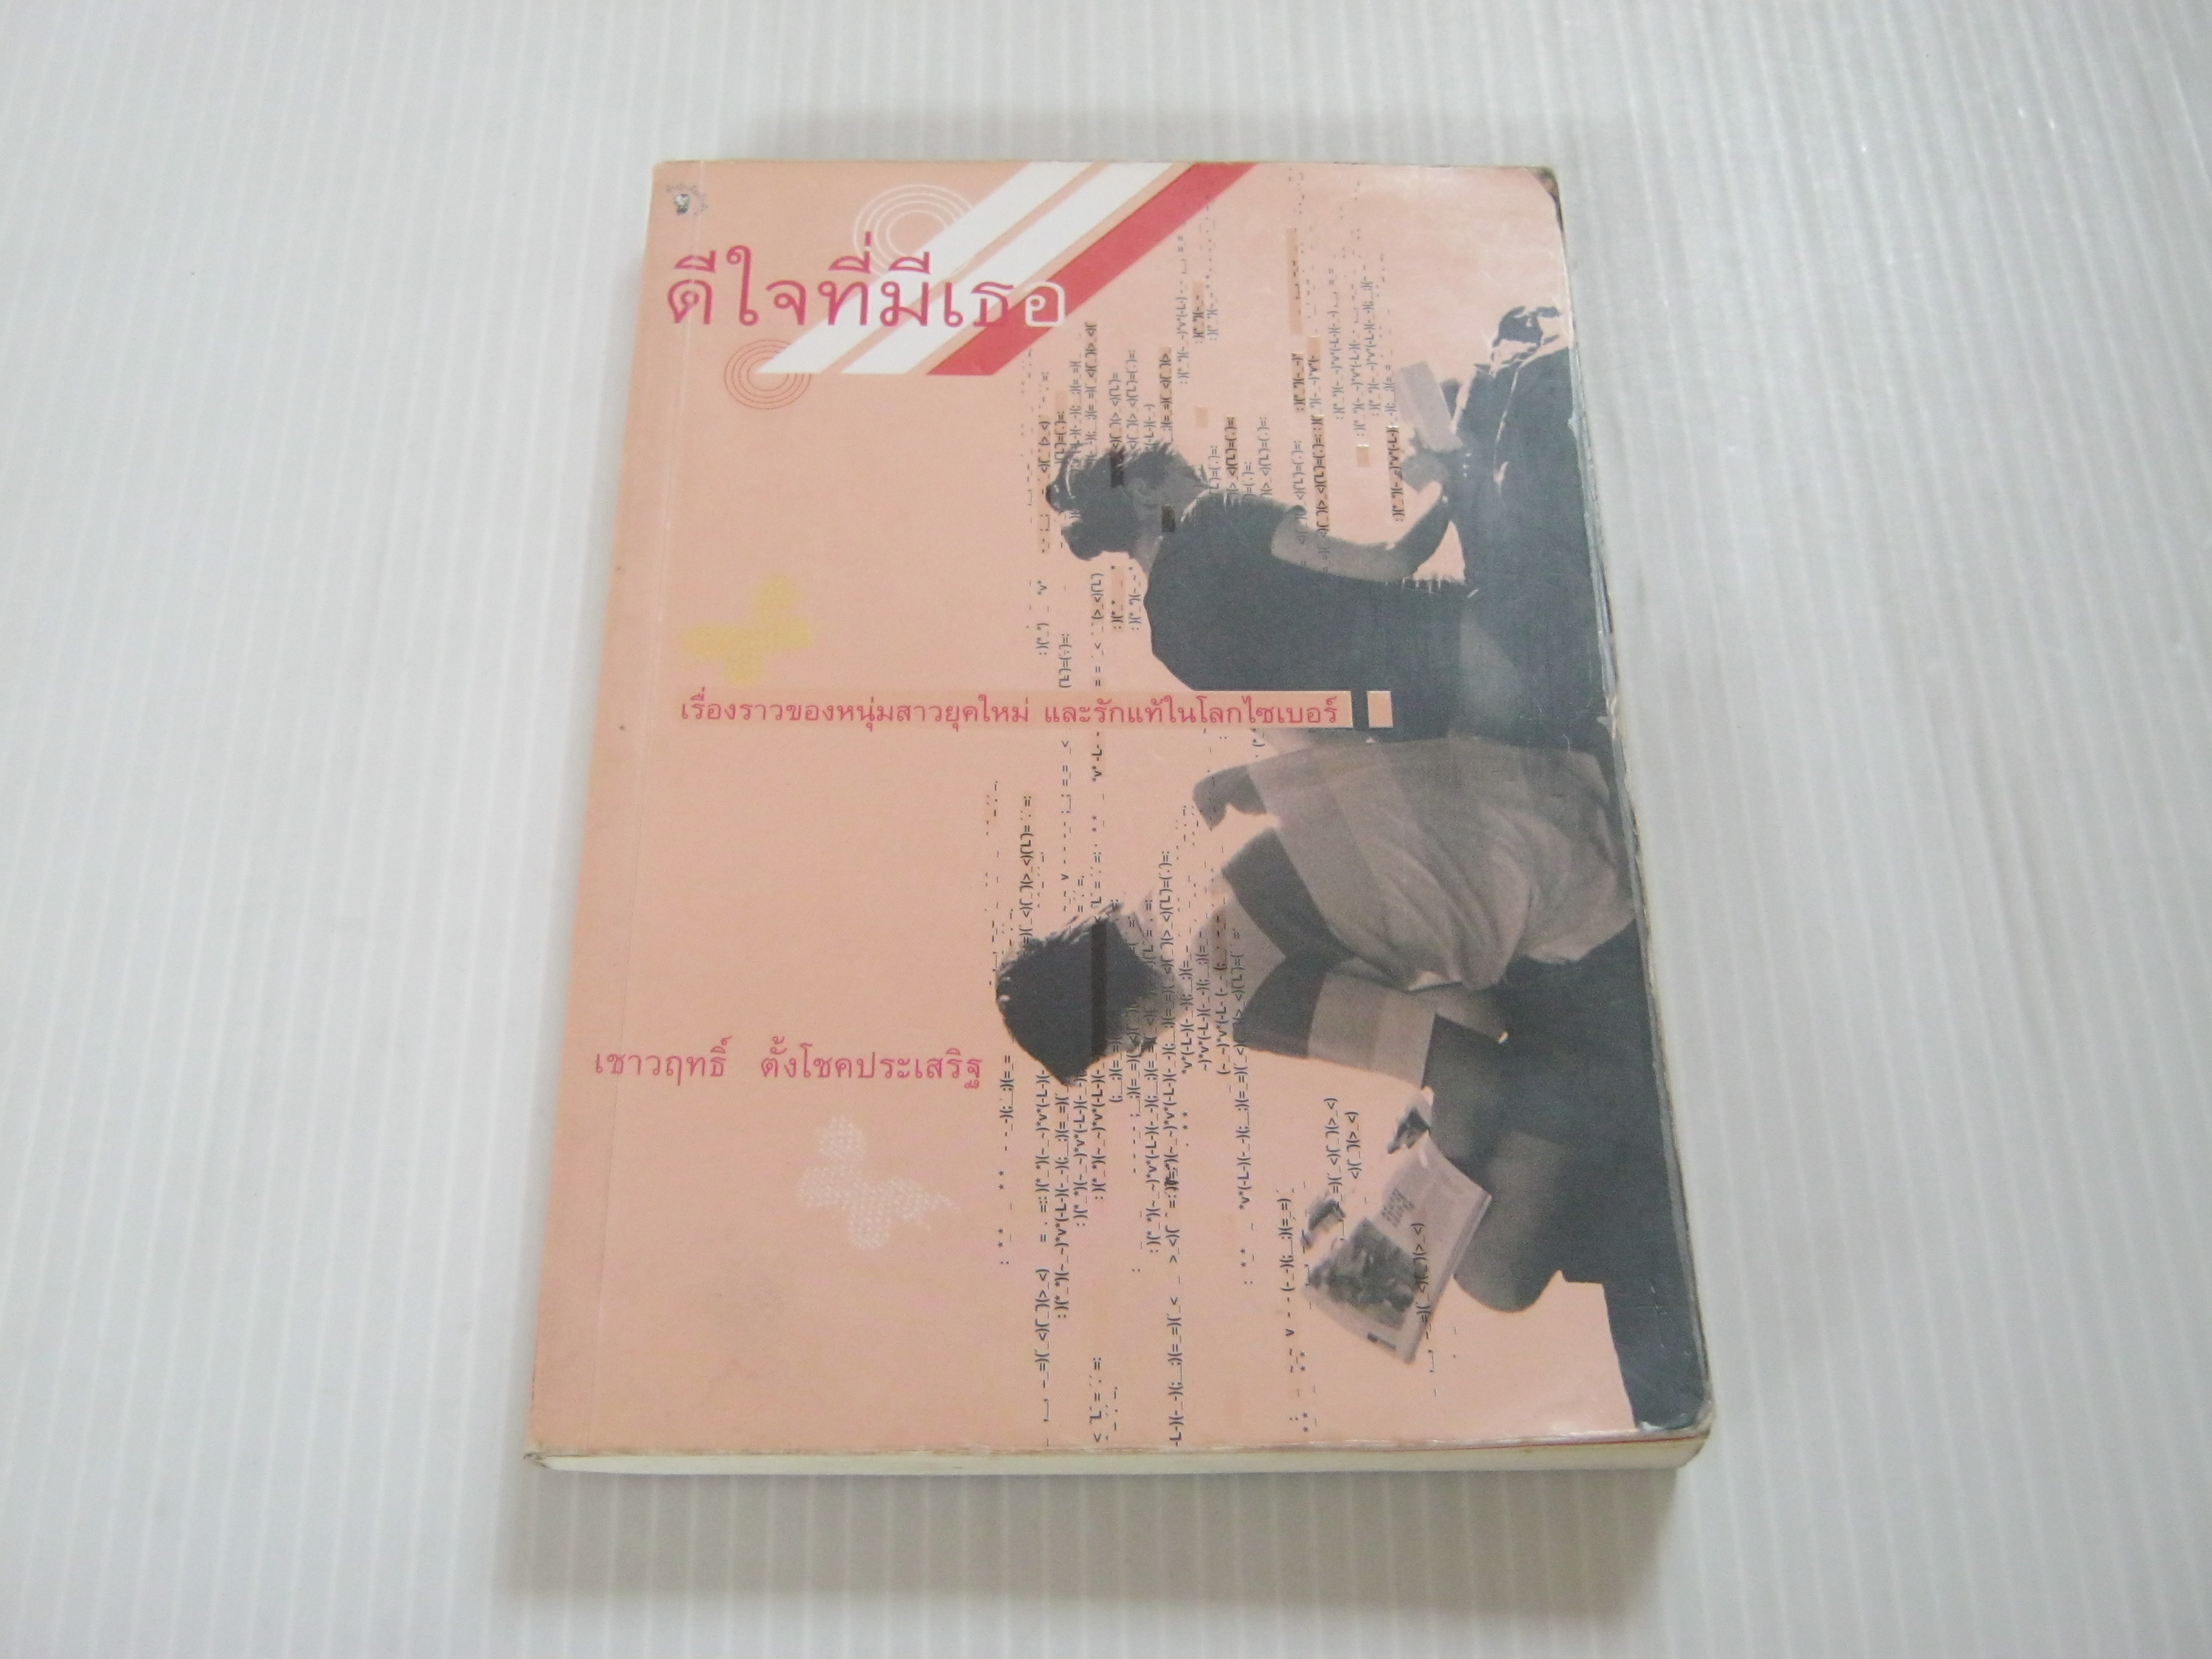 ดีใจที่มีเธอ
เรื่องราวของหนุ่มสาวยุคใหม่ และรักแท้ในโลกไซเบอร์
เชาวฤทธิ์ ตั้งโชคประเสริฐ